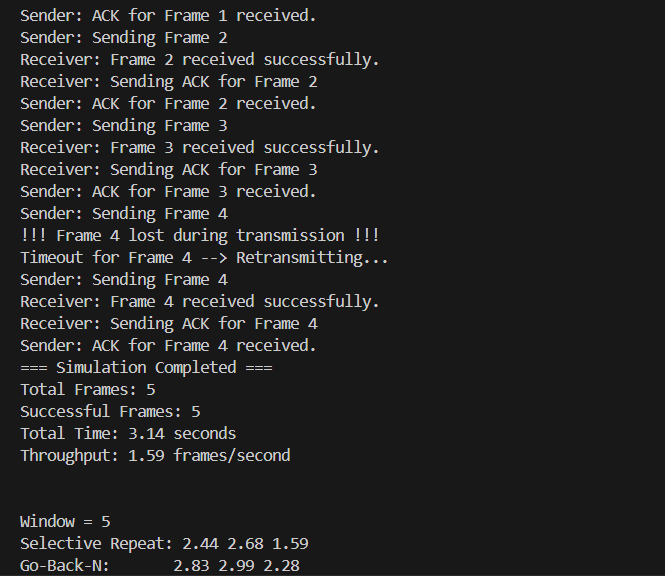 Sender: ACK for Frame 1 received.
Sender: Sending Frame 2
Receiver: Frame 2 received successfully.
Receiver: Sending ACK for Frame 2
Sender: ACK for Frame 2 received.
Sender: Sending Frame 3
Receiver: Frame 3 received successfully.
Receiver: Sending ACK for Frame 3
Sender: ACK for Frame 3 received.
Sender: Sending Frame 4
!!! Frame 4 lost during transmission !!!
Timeout for Frame 4 --> Retransmitting...
Sender: Sending Frame 4
Receiver: Frame 4 received successfully.
Receiver: Sending ACK for Frame 4
Sender: ACK for Frame 4 received.
=== Simulation Completed ===
Total Frames: 5
Successful Frames: 5
Total Time: 3.14 seconds
Throughput: 1.59 frames/second
Window = 5
Selective Repeat: 2.44 2.68 1.59
Go-Back-N:       2.83 2.99 2.28